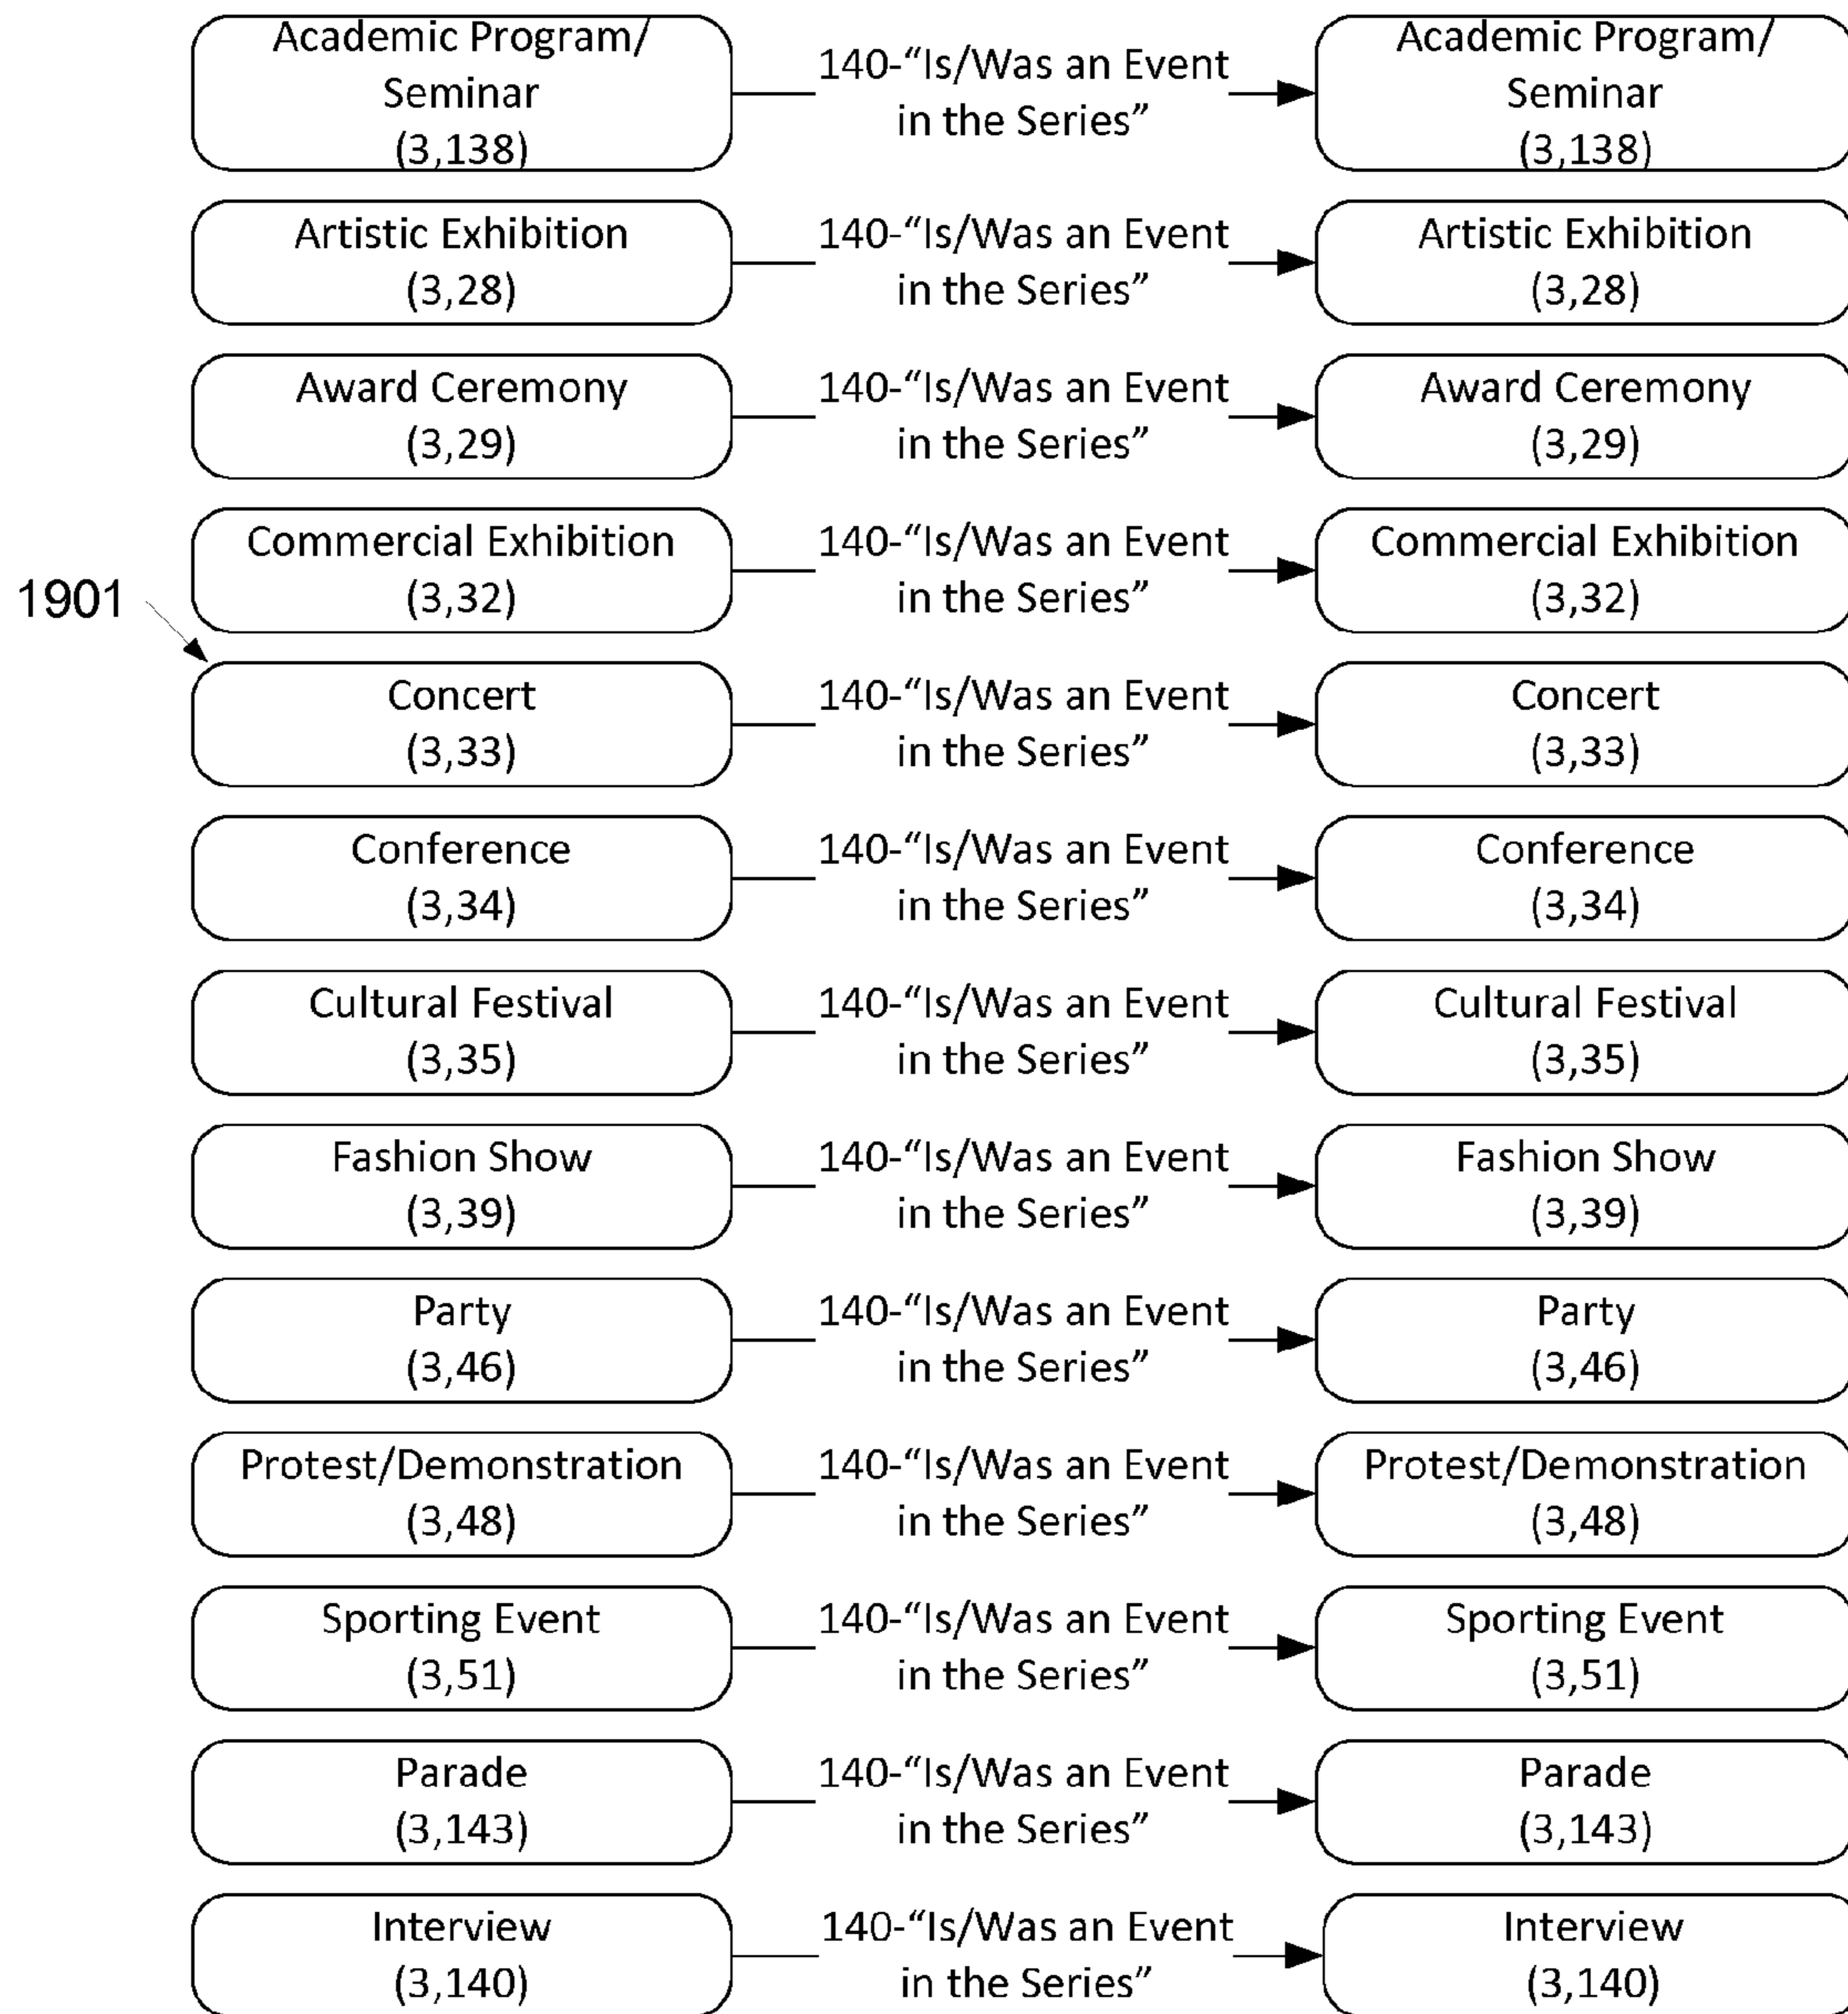 Academic Program/
Seminar
(3,138)
140-“Is/Was an Event
in the Series”
Academic Program/
Seminar
(3,138)
Artistic Exhibition
(3,28)
140-“Is/Was an Event
in the Series”
Artistic Exhibition
(3,28)
Award Ceremony
(3,29)
140-“Is/Was an Event
in the Series”
Award Ceremony
(3,29)
Commercial Exhibition
(3,32)
140-“Is/Was an Event
in the Series”
Commercial Exhibition
(3,32)
1901
Concert
(3,33)
140-“Is/Was an Event
in the Series”
Concert
(3,33)
Conference
(3,34)
140-“Is/Was an Event
in the Series”
Conference
(3,34)
Cultural Festival
(3,35)
140-“Is/Was an Event
in the Series”
Cultural Festival
(3,35)
Fashion Show
(3,39)
140-“Is/Was an Event
in the Series”
Fashion Show
(3,39)
Party
(3,46)
140-“Is/Was an Event
in the Series”
Party
(3,46)
Protest/Demonstration
(3,48)
140-“Is/Was an Event
in the Series”
Protest/Demonstration
(3,48)
Sporting Event
(3,51)
140-“Is/Was an Event
in the Series”
Sporting Event
(3,51)
Parade
(3,143)
140-“Is/Was an Event
in the Series”
Parade
(3,143)
Interview
(3,140)
140-“Is/Was an Event
in the Series”
Interview
(3,140)